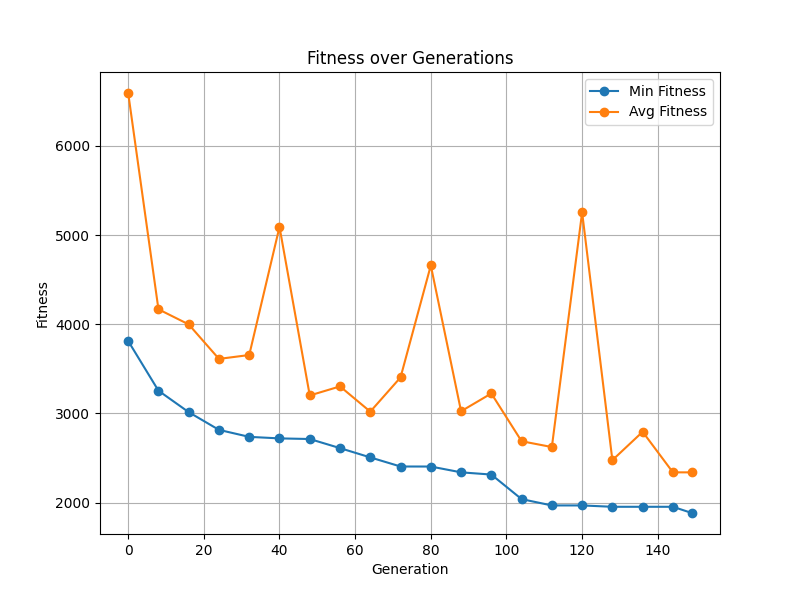 Fitness over Generations
Min Fitness
Avg Fitness
6000
5000
4000
3000
2000
Fitness
0 20 40 60 80 100 120 140
Generation